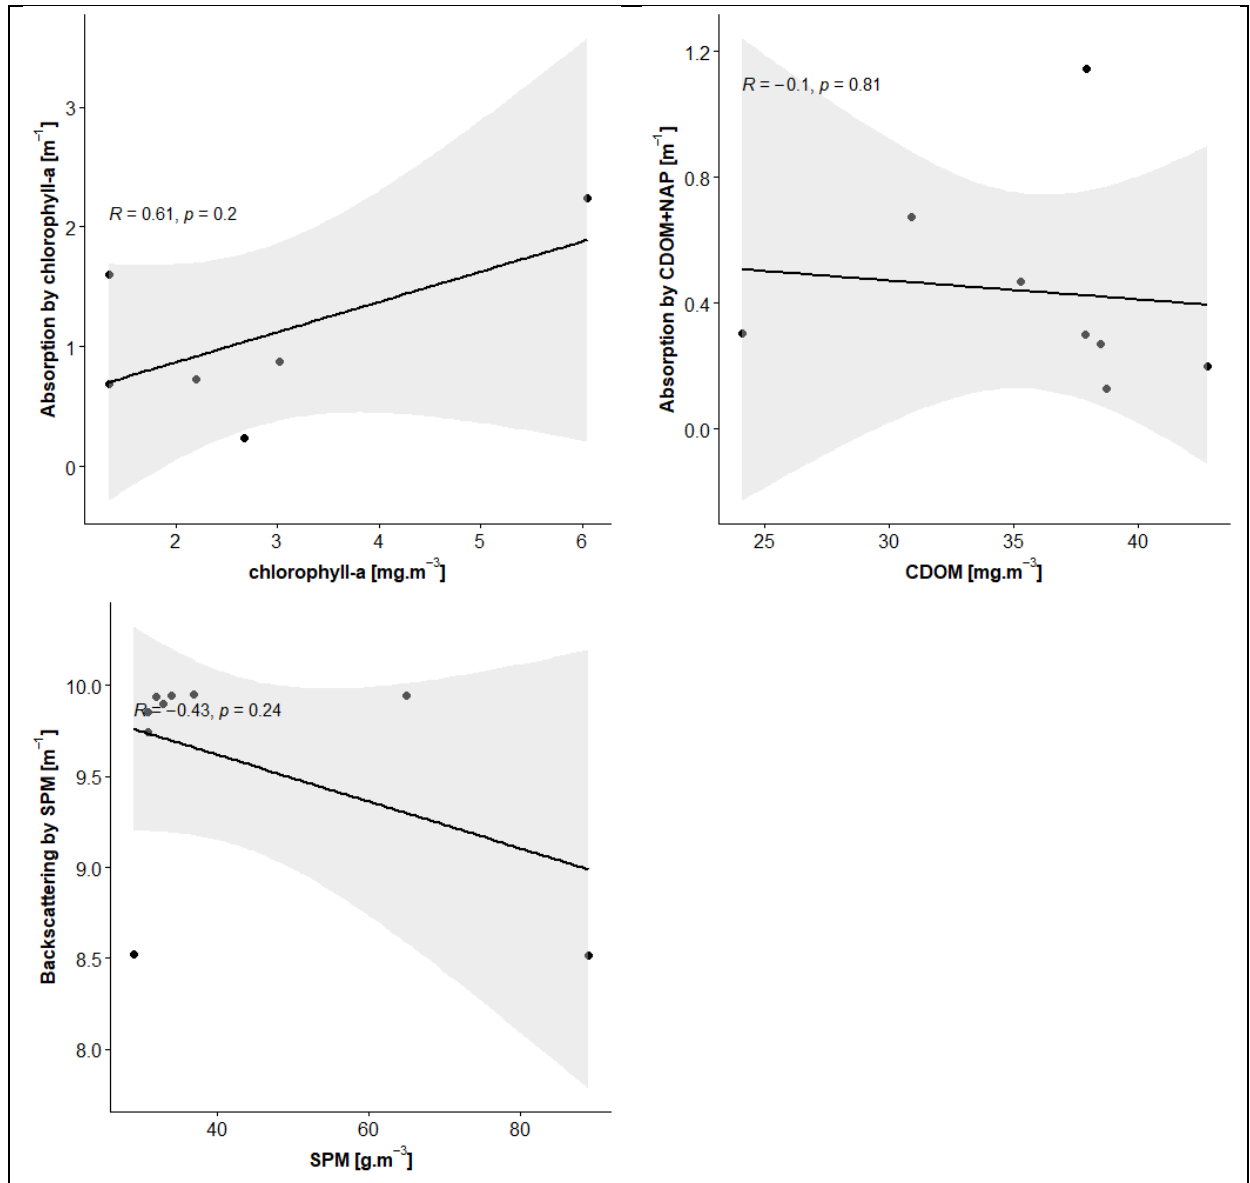 Absorption by chlorophyll-a [m⁻¹]
3
2
1
0
R = 0.61, p = 0.2
2 3 4 5 6
chlorophyll-a [mg.m⁻³]
Absorption by CDOM+NAP [m⁻¹]
1.2
0.8
0.4
0.0
R = −0.1, p = 0.81
25 30 35 40
CDOM [mg.m⁻³]
Backscattering by SPM [m⁻¹]
10.0
9.5
9.0
8.5
8.0
R = −0.43, p = 0.24
40 60 80
SPM [g.m⁻³]